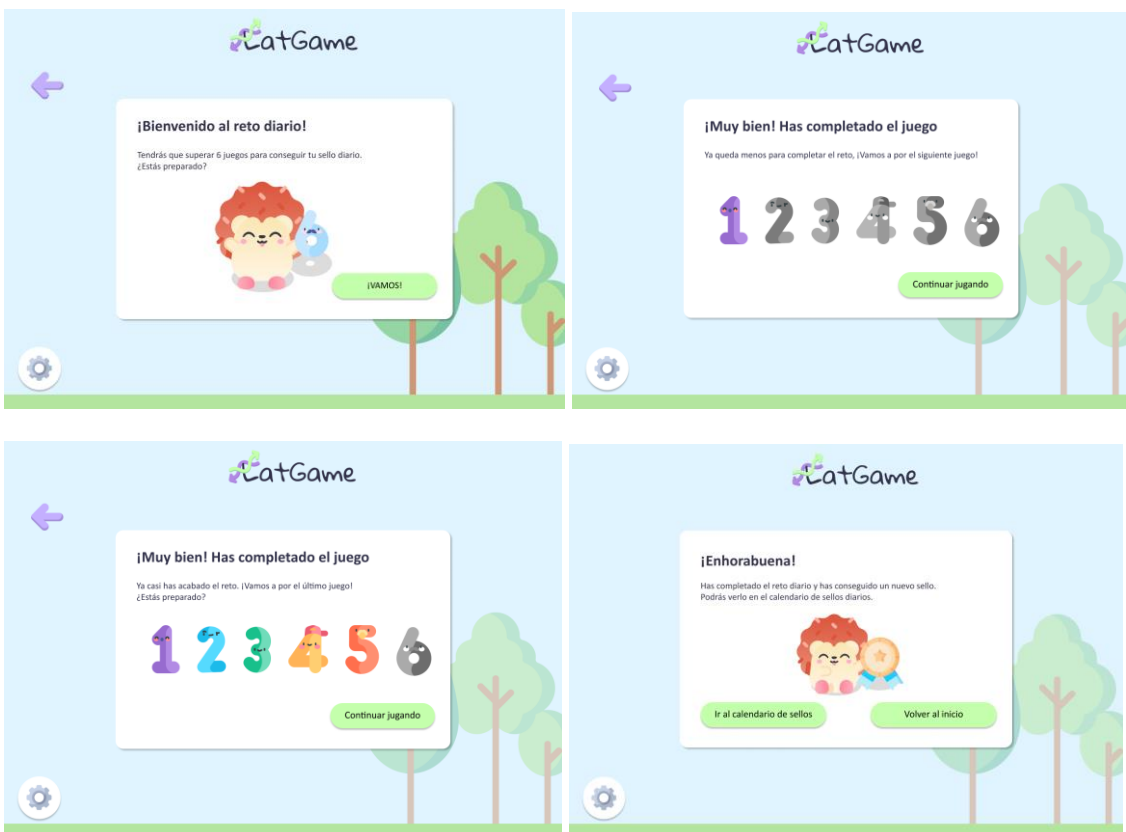 LatGame
¡Bienvenido al reto diario!
Tendrás que superar 6 juegos para conseguir tu sello diario.
¿Estás preparado?
6
¡VAMOS!
LatGame
¡Muy bien! Has completado el juego
Ya queda menos para completar el reto, ¡Vamos a por el siguiente juego!
1 2 3 4 5 6
Continuar jugando
LatGame
¡Muy bien! Has completado el juego
Ya casi has acabado el reto. ¡Vamos a por el último juego!
¿Estás preparado?
1 2 3 4 5 6
Continuar jugando
LatGame
¡Enhorabuena!
Has completado el reto diario y has conseguido un nuevo sello.
Podrás verlo en el calendario de sellos diarios.
Ir al calendario de sellos
Volver al inicio